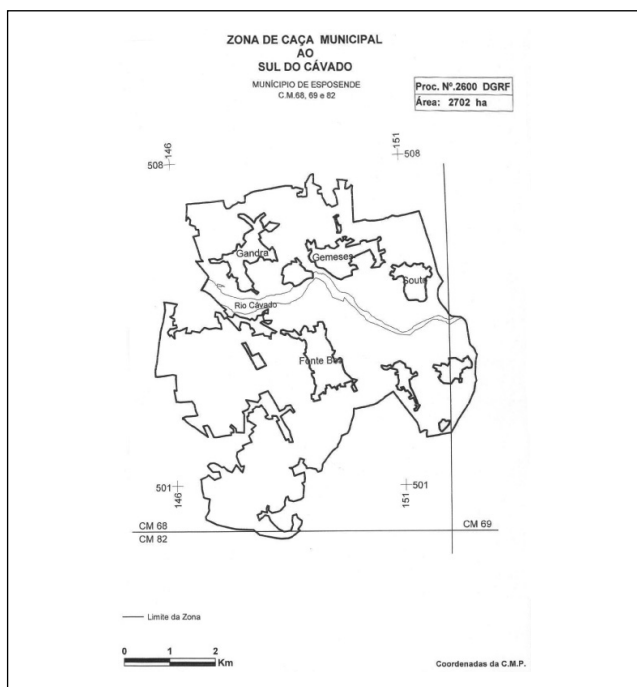 ZONA DE CAÇA MUNICIPAL
AO
SUL DO CÁVADO
MUNÍCIPIO DE ESPOSENDE
C.M.68, 69 e 82
Proc. Nº.2600 DGRF
Área: 2702 ha
508 146
151 508
Gandra
Gemeses
Souto
Rio Cávado
Fonte Boa
501 146
151 501
CM 68
CM 69
CM 82
Limite da Zona
0 1 2
Km
Coordenadas da C.M.P.